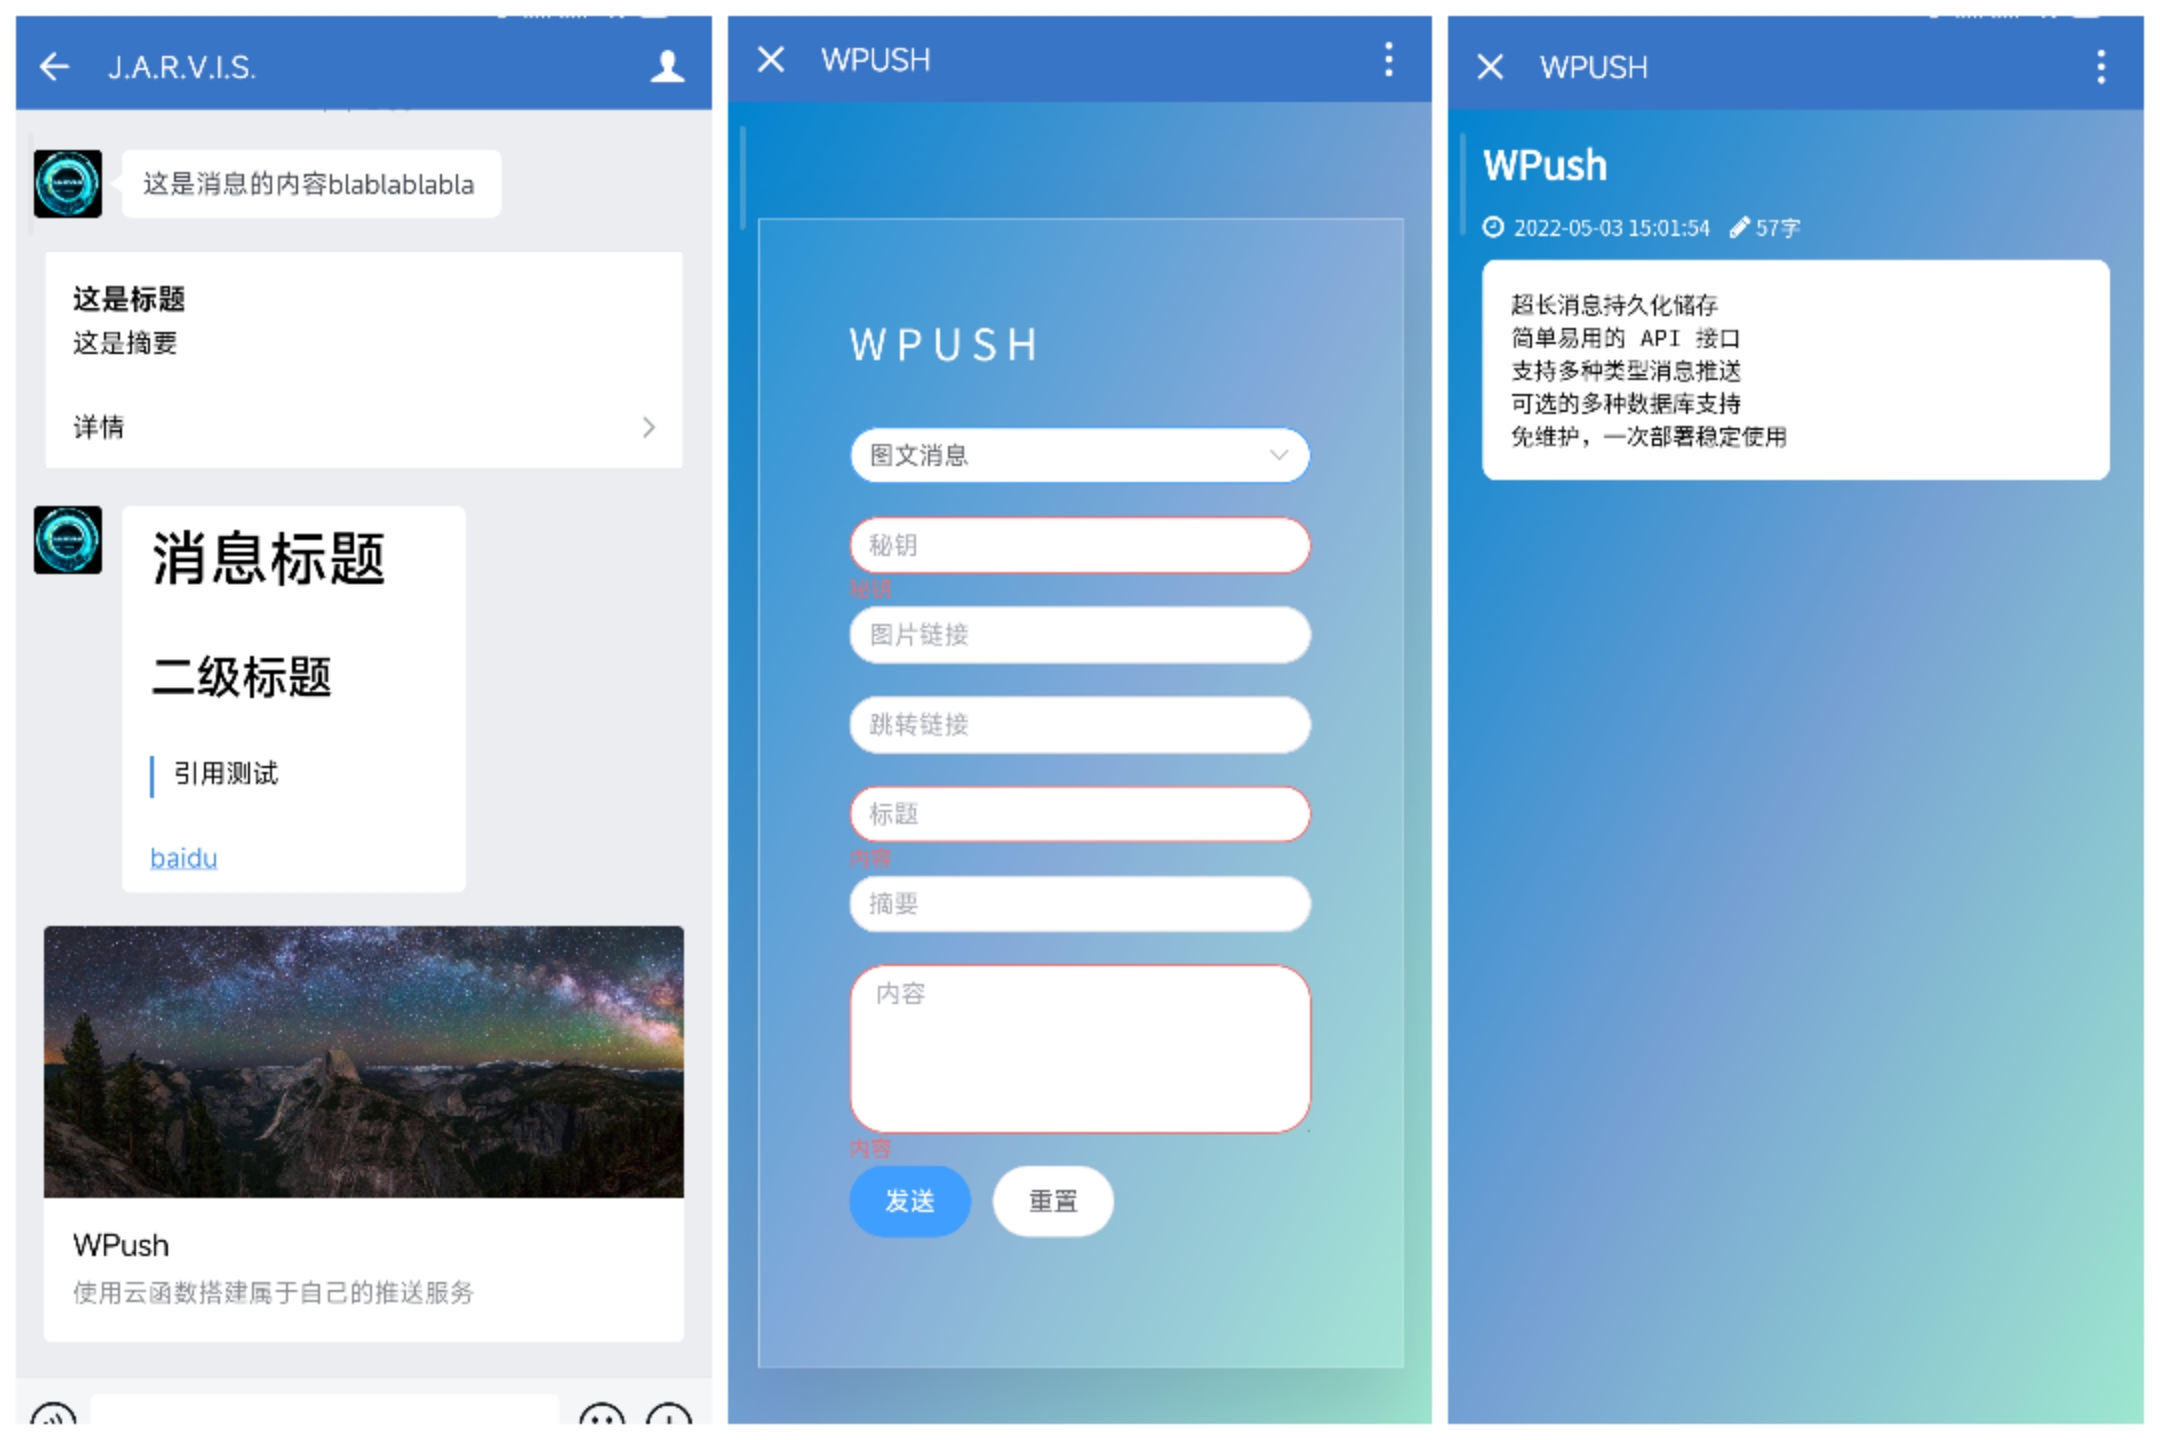 J.A.R.V.I.S.
这是消息的内容blablablabla
这是标题
这是摘要
详情
消息标题
二级标题
引用测试
baidu
WPush
使用云函数搭建属于自己的推送服务
WPUSH
WPUSH
图文消息
秘钥
秘钥
图片链接
跳转链接
标题
内容
摘要
内容
内容
发送 重置
WPUSH
WPush
2022-05-03 15:01:54 57字
超长消息持久化储存
简单易用的 API 接口
支持多种类型消息推送
可选的多种数据库支持
免维护，一次部署稳定使用